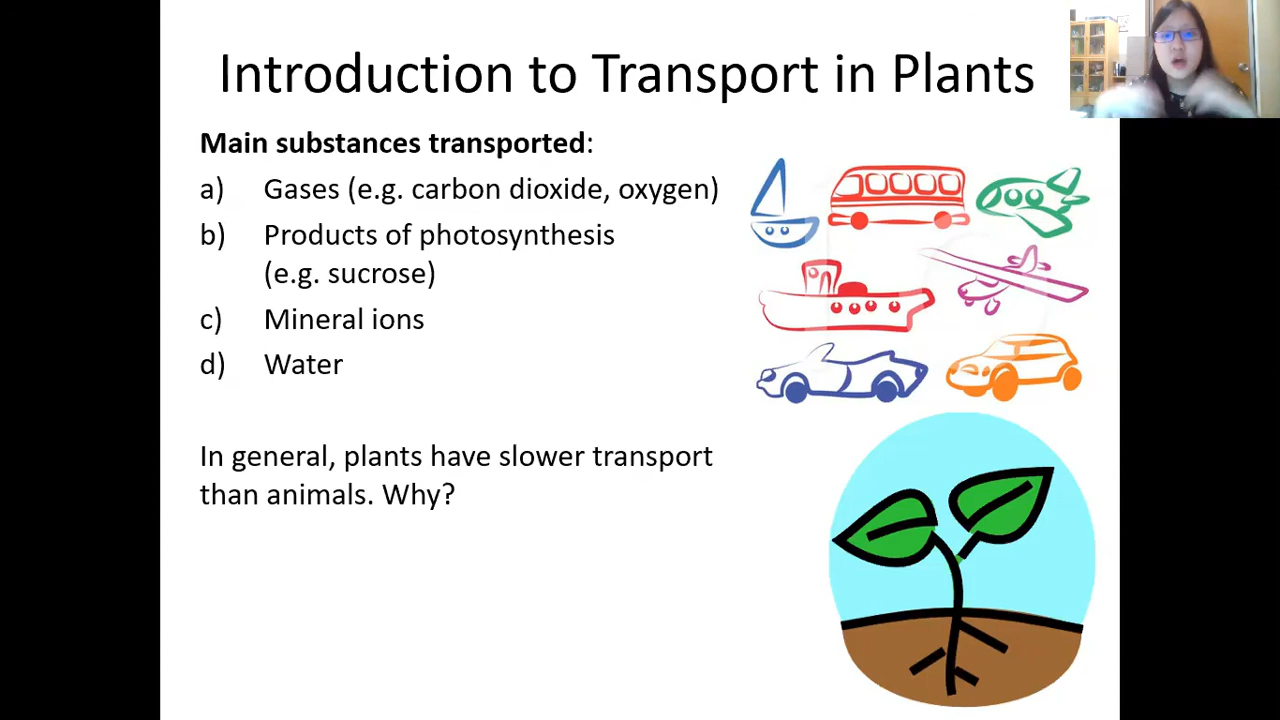 Introduction to Transport in Plants
Main substances transported:
a) Gases (e.g. carbon dioxide, oxygen)
b) Products of photosynthesis
(e.g. sucrose)
c) Mineral ions
d) Water
In general, plants have slower transport
than animals. Why?